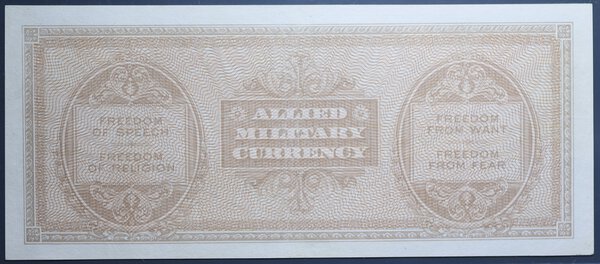 FREEDOM
OF SPEECH
FREEDOM
OF RELIGION
ALLIED
MILITARY
CURRENCY
FREEDOM
FROM WANT
FREEDOM
FROM FEAR